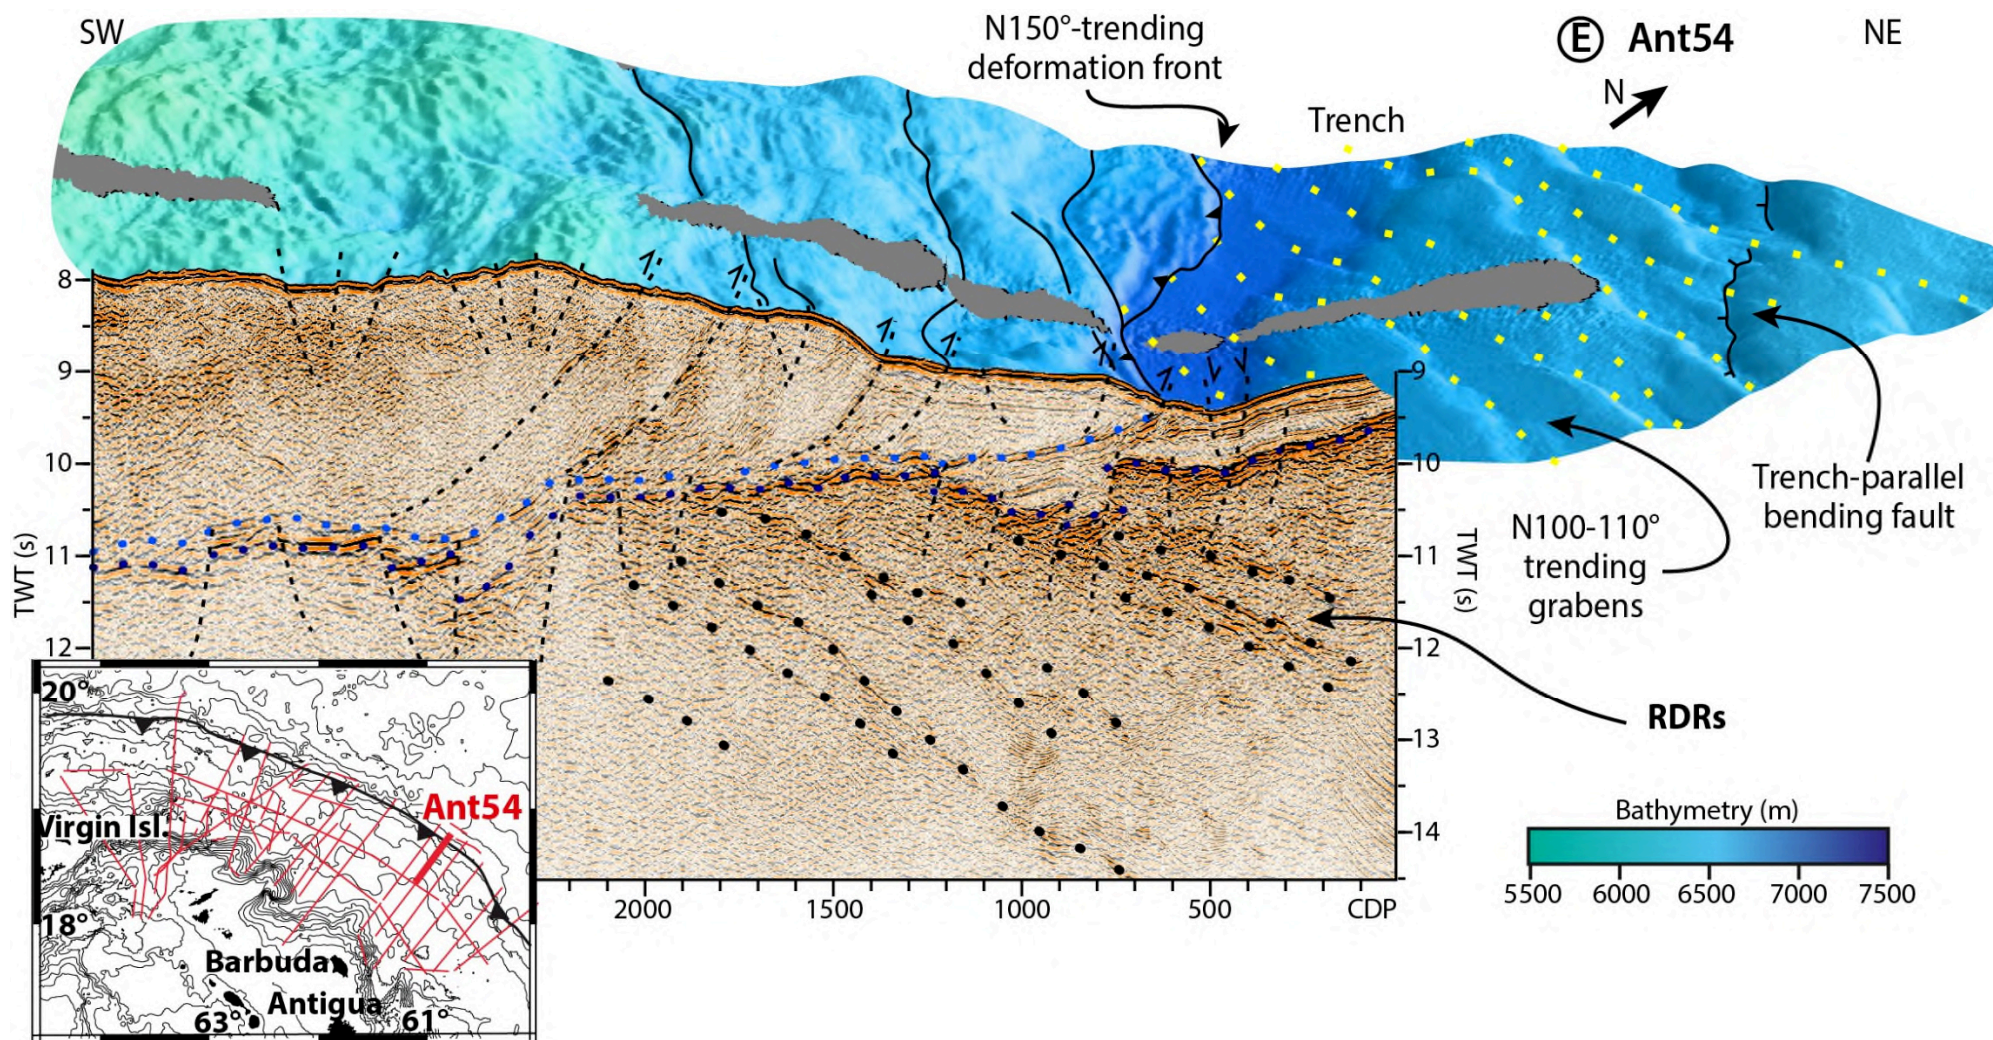 SW
N150°-trending
deformation front
Trench
E Ant54
N
NE
8
9
10
11
12
TWT (s)
9
10
11
12
13
14
TWT (s)
Trench-parallel
bending fault
N100-110°
trending
grabens
RDRs
2000
1500
1000
500
CDP
Bathymetry (m)
5500
6000
6500
7000
7500
20°
Ant54
Virgin Isl.
18°
Barbuda
Antigua
63°
61°